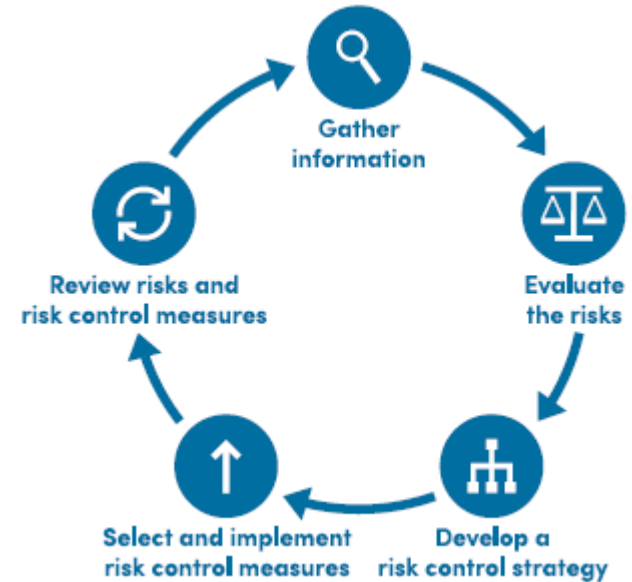 Gather
information
Evaluate
the risks
Develop a
risk control strategy
Select and implement
risk control measures
Review risks and
risk control measures